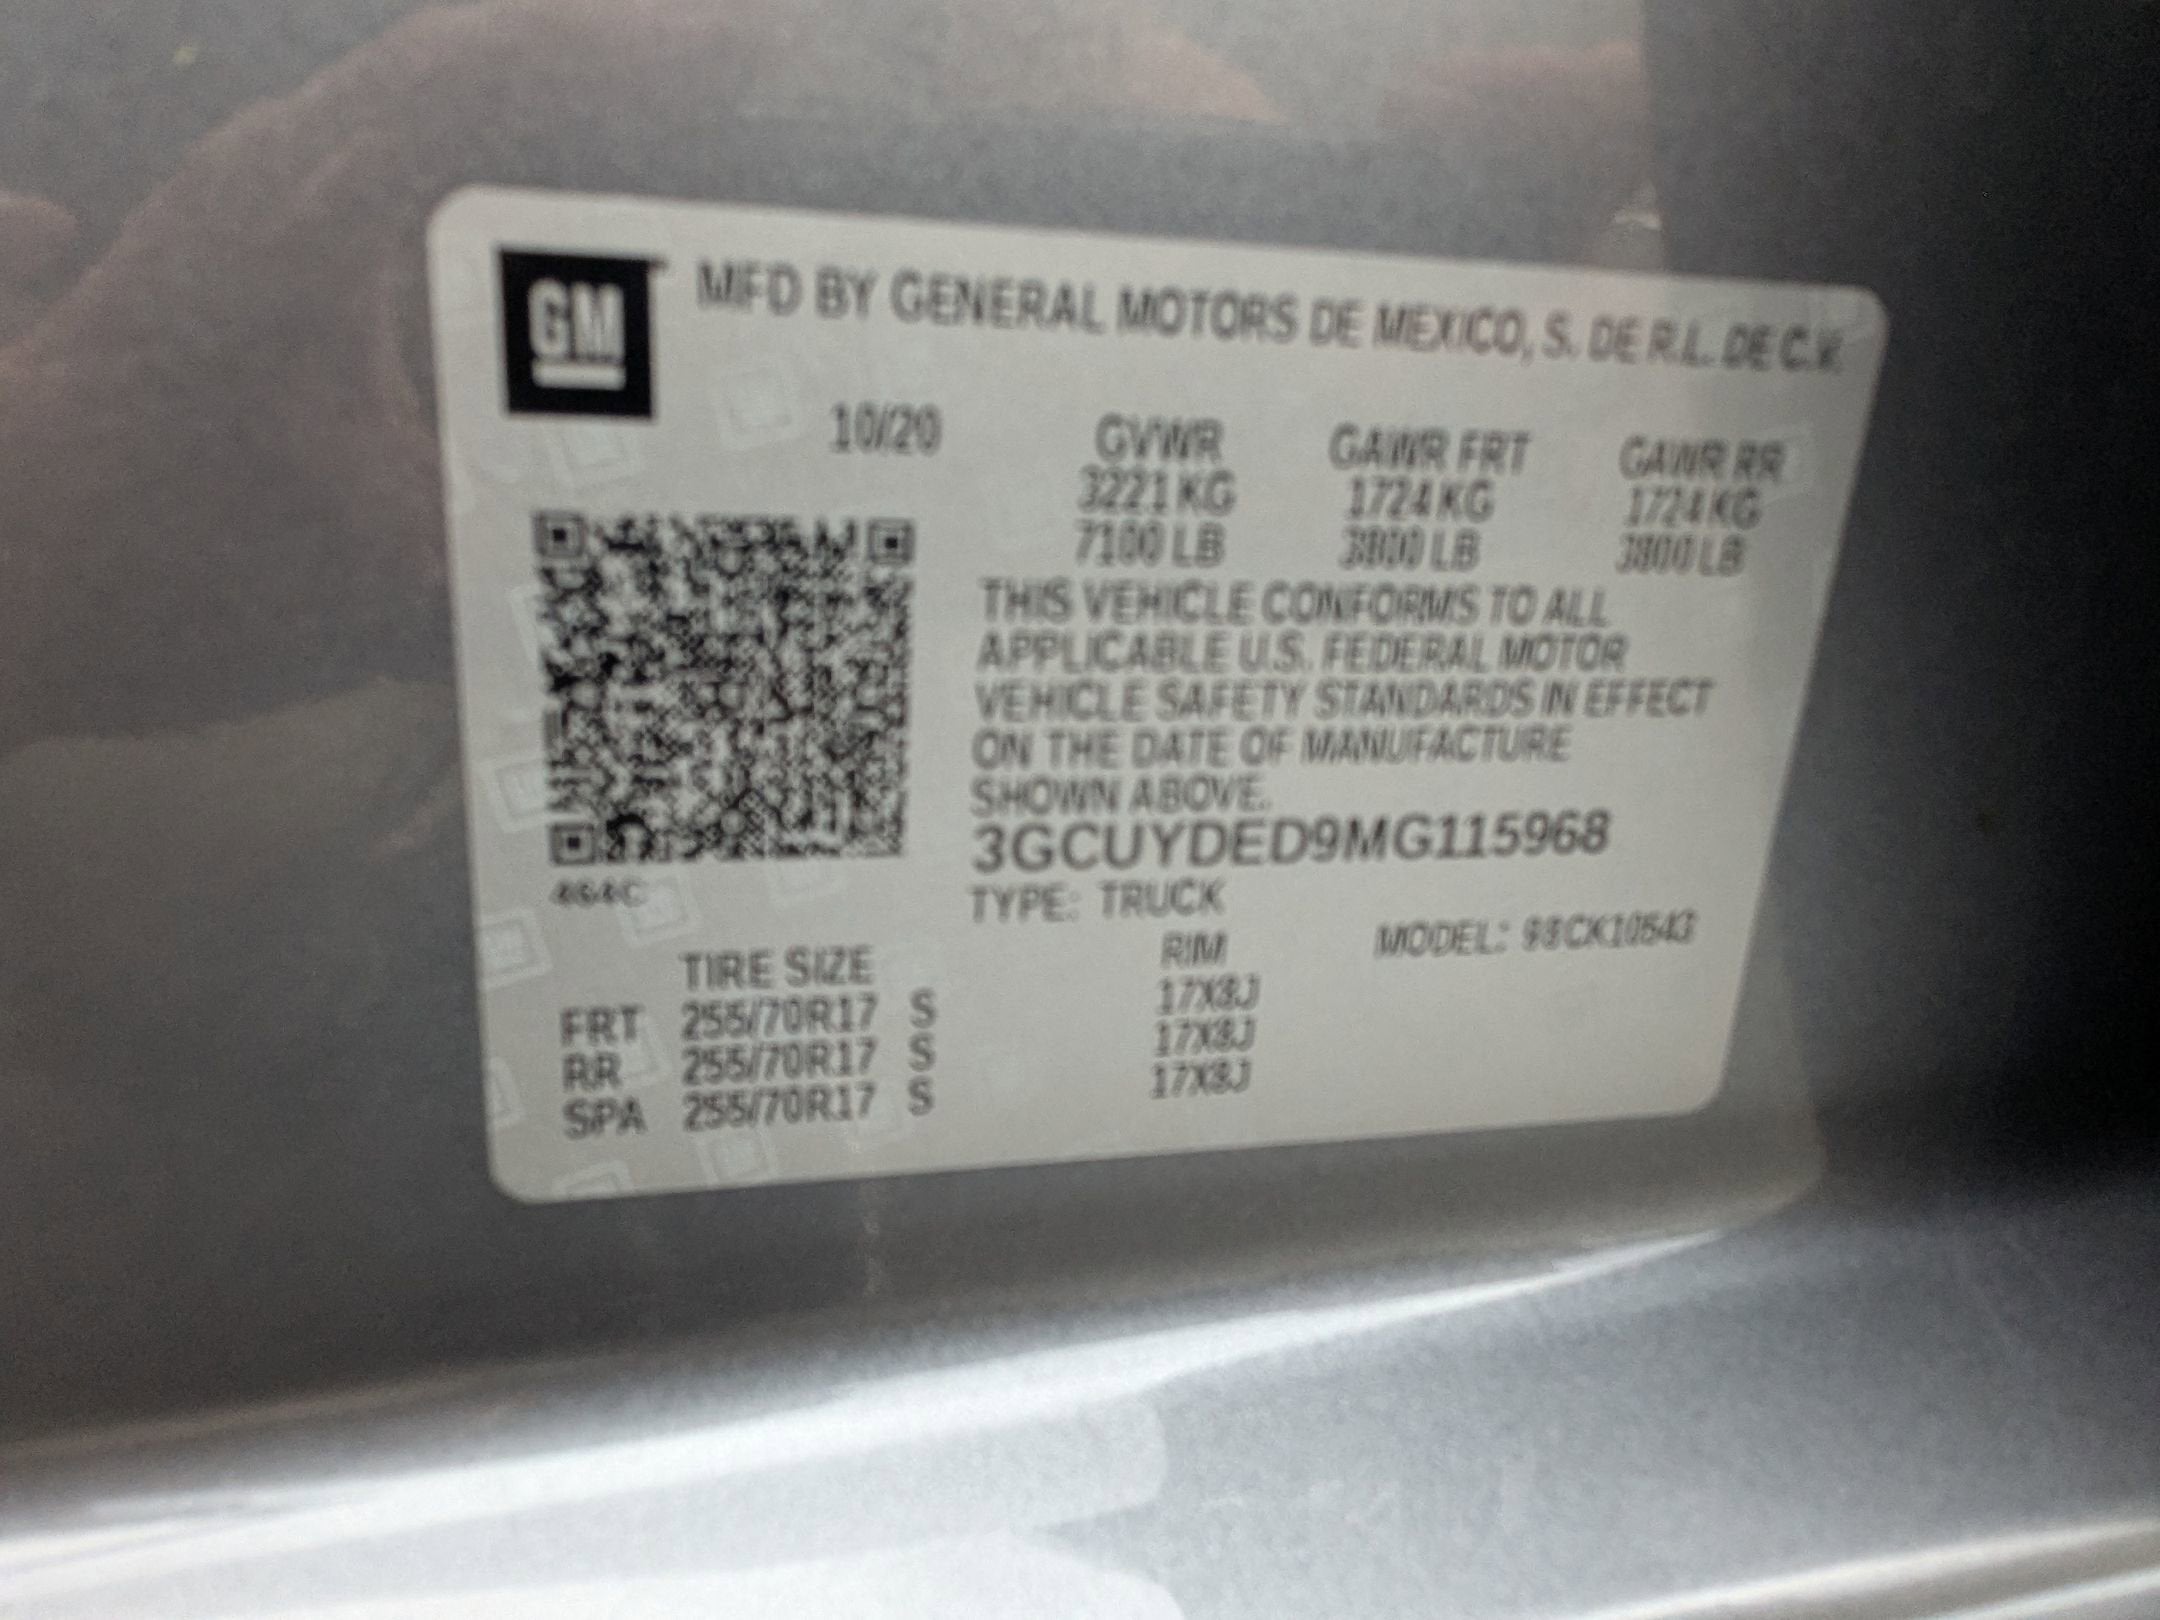 GM MFD BY GENERAL MOTORS DE MEXICO, S. DE R.L. DE C.V.
10/20 GVWR GAWR FRT GAWR RR
3221 KG 1724 KG 1724 KG
7100 LB 3800 LB 3800 LB
THIS VEHICLE CONFORMS TO ALL
APPLICABLE U.S. FEDERAL MOTOR
VEHICLE SAFETY STANDARDS IN EFFECT
ON THE DATE OF MANUFACTURE
SHOWN ABOVE.
3GCUYDED9MG115968
464C
TYPE: TRUCK
MODEL: 98CK10543
TIRE SIZE RIM
FRT 255/70R17 S 17X8J
RR 255/70R17 S 17X8J
SPA 255/70R17 S 17X8J